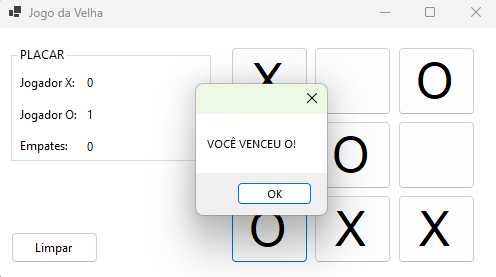 Jogo da Velha
PLACAR
Jogador X: 0
Jogador O: 1
Empates: 0
Limpar
X O
O
O X X
VOCÊ VENCEU O!
OK